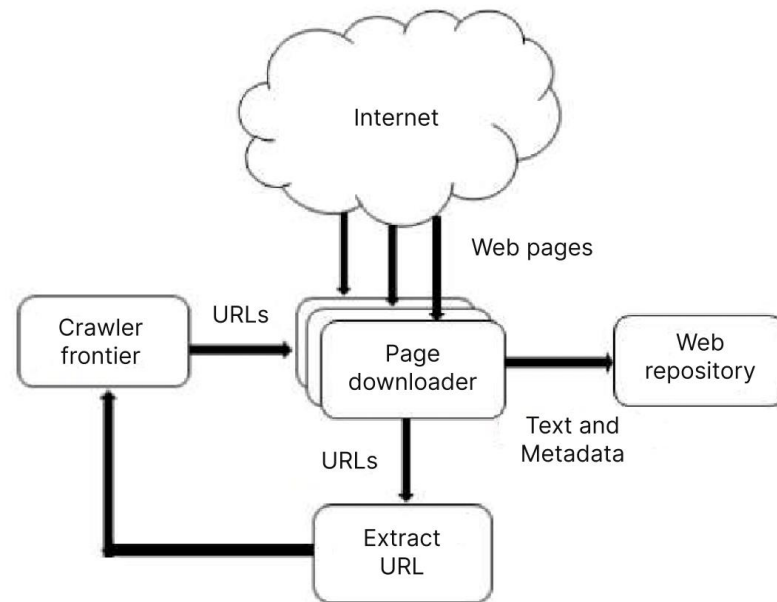 Internet
Web pages
Crawler
frontier
URLs
Page
downloader
Web
repository
Text and
Metadata
URLs
Extract
URL